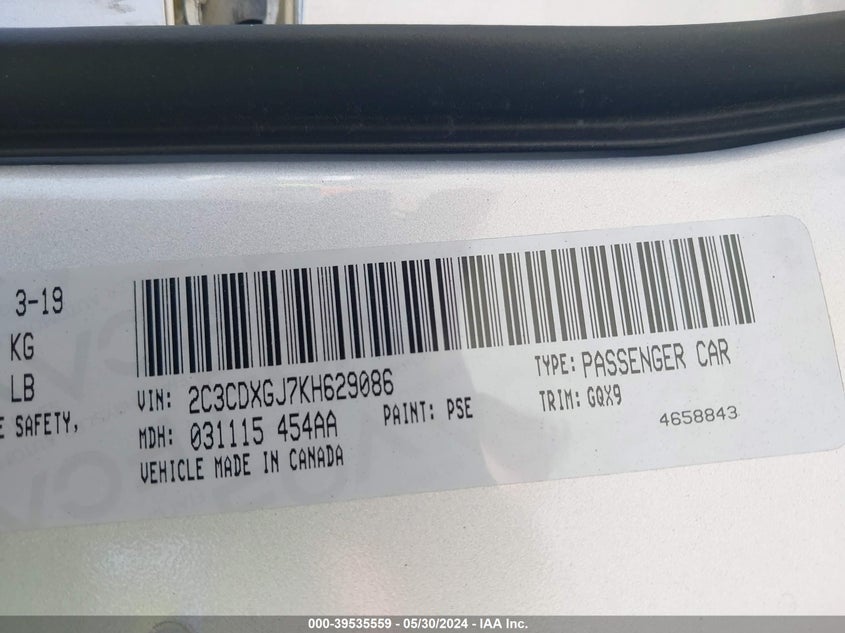 3-19
KG
LB
E SAFETY,
VIN: 2C3CDXGJ7KH629086
TYPE: PASSENGER CAR
MDH: 031115 454AA
PAINT: PSE
TRIM: GQX9
4658843
VEHICLE MADE IN CANADA
000-39535559 - 05/30/2024 - IAA Inc.